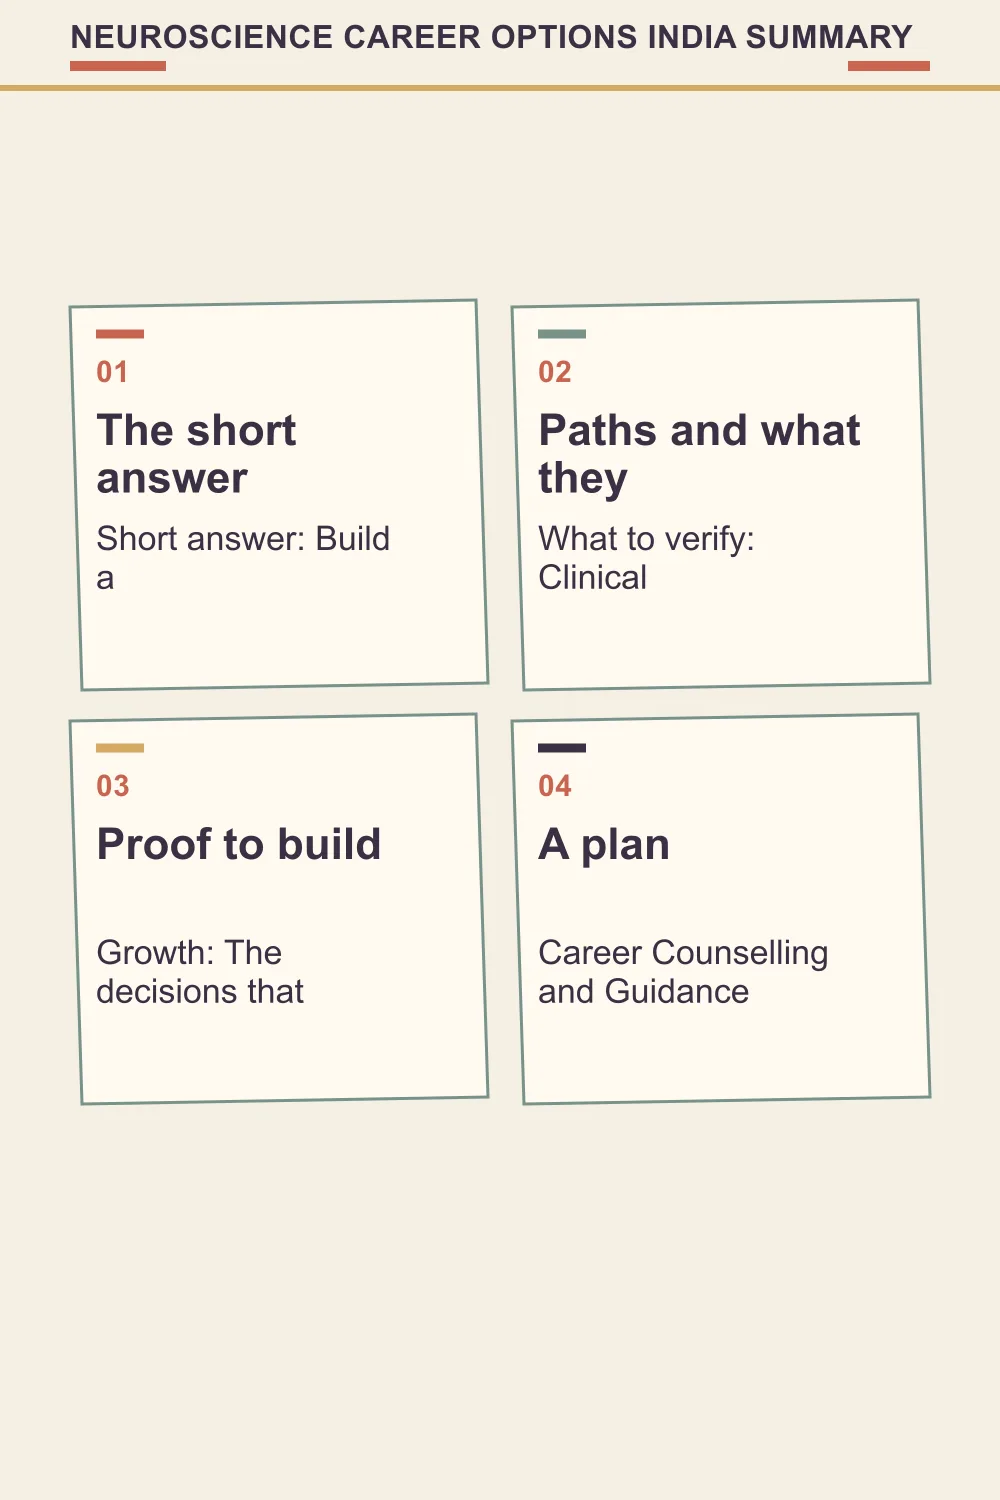 NEUROSCIENCE CAREER OPTIONS INDIA SUMMARY
01
The short
answer
Short answer: Build
a
02
Paths and what
they
What to verify:
Clinical
03
Proof to build
Growth: The
decisions that
04
A plan
Career Counselling
and Guidance